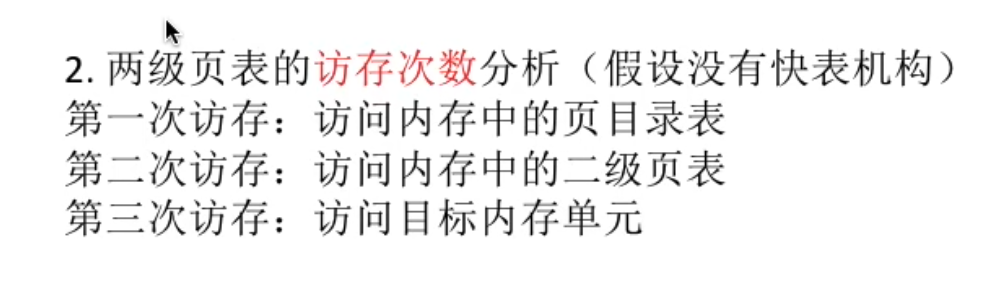 2. 两级页表的访存次数分析（假设没有快表机构）
第一次访存：访问内存中的页目录表
第二次访存：访问内存中的二级页表
第三次访存：访问目标内存单元